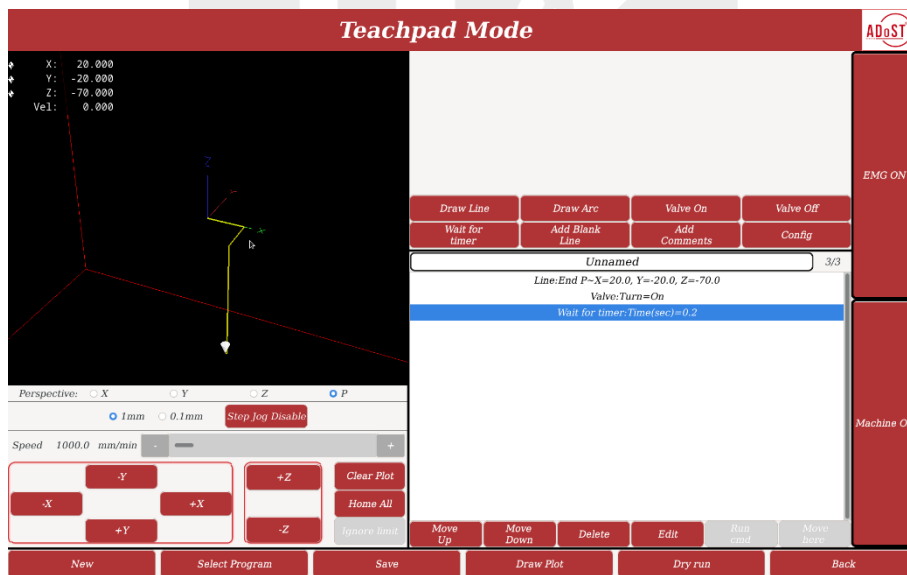 Teachpad Mode
ADoST
X: 20.000
Y: -20.000
Z: -70.000
Vel: 0.000
Z
Y
X
EMG ON
Draw Line Draw Arc Valve On Valve Off
Wait for timer Add Blank Line Add Comments Config
Unnamed 3/3
Line:End P~X=20.0, Y=-20.0, Z=-70.0
Valve:Turn=On
Wait for timer:Time(sec)=0.2
Perspective: X Y Z P
1mm 0.1mm Step Jog Disable
Machine O
Speed 1000.0 mm/min - +
-Y +Z Clear Plot
-X +X Home All
+Y -Z Ignore limit
Move Up Move Down Delete Edit Run cmd Move here
New Select Program Save Draw Plot Dry run Back